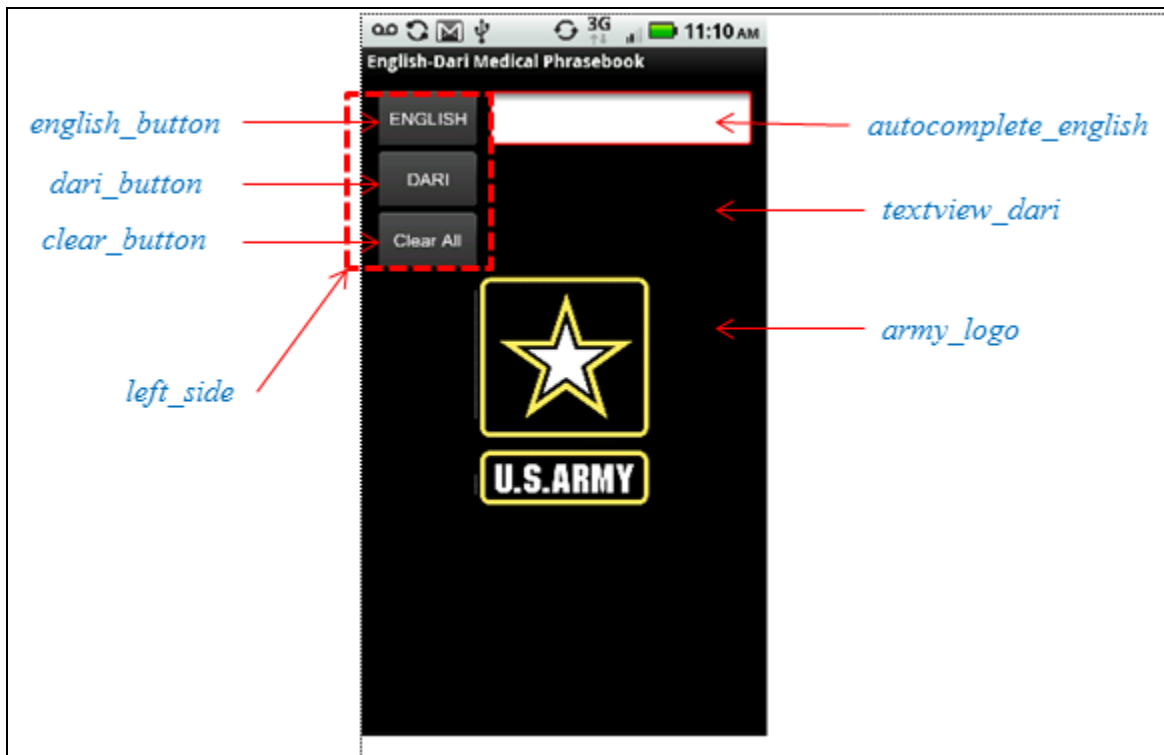 3G
11:10 AM
English-Dari Medical Phrasebook
english_button
ENGLISH
autocomplete_english
dari_button
DARI
textview_dari
clear_button
Clear All
army_logo
left_side
U.S.ARMY